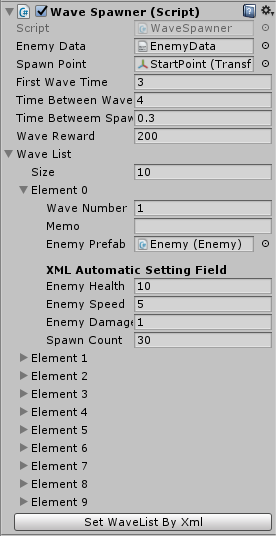 Wave Spawner (Script)
Script WaveSpawner
Enemy Data EnemyData
Spawn Point StartPoint (Transf
First Wave Time 3
Time Between Wave 4
Time Betweem Spaw 0.3
Wave Reward 200
Wave List
Size 10
Element 0
Wave Number 1
Memo
Enemy Prefab Enemy (Enemy)
XML Automatic Setting Field
Enemy Health 10
Enemy Speed 5
Enemy Damage 1
Spawn Count 30
Element 1
Element 2
Element 3
Element 4
Element 5
Element 6
Element 7
Element 8
Element 9
Set WaveList By Xml